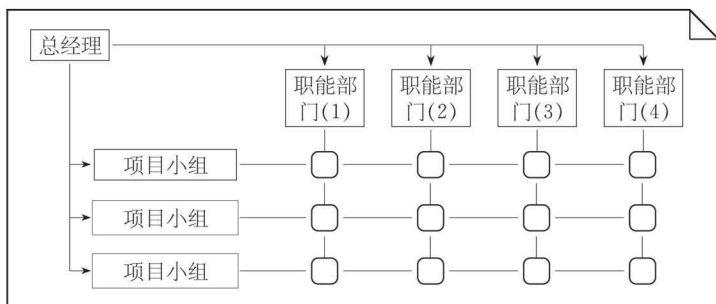 总经理
职能部
门(1)
职能部
门(2)
职能部
门(3)
职能部
门(4)
项目小组
项目小组
项目小组